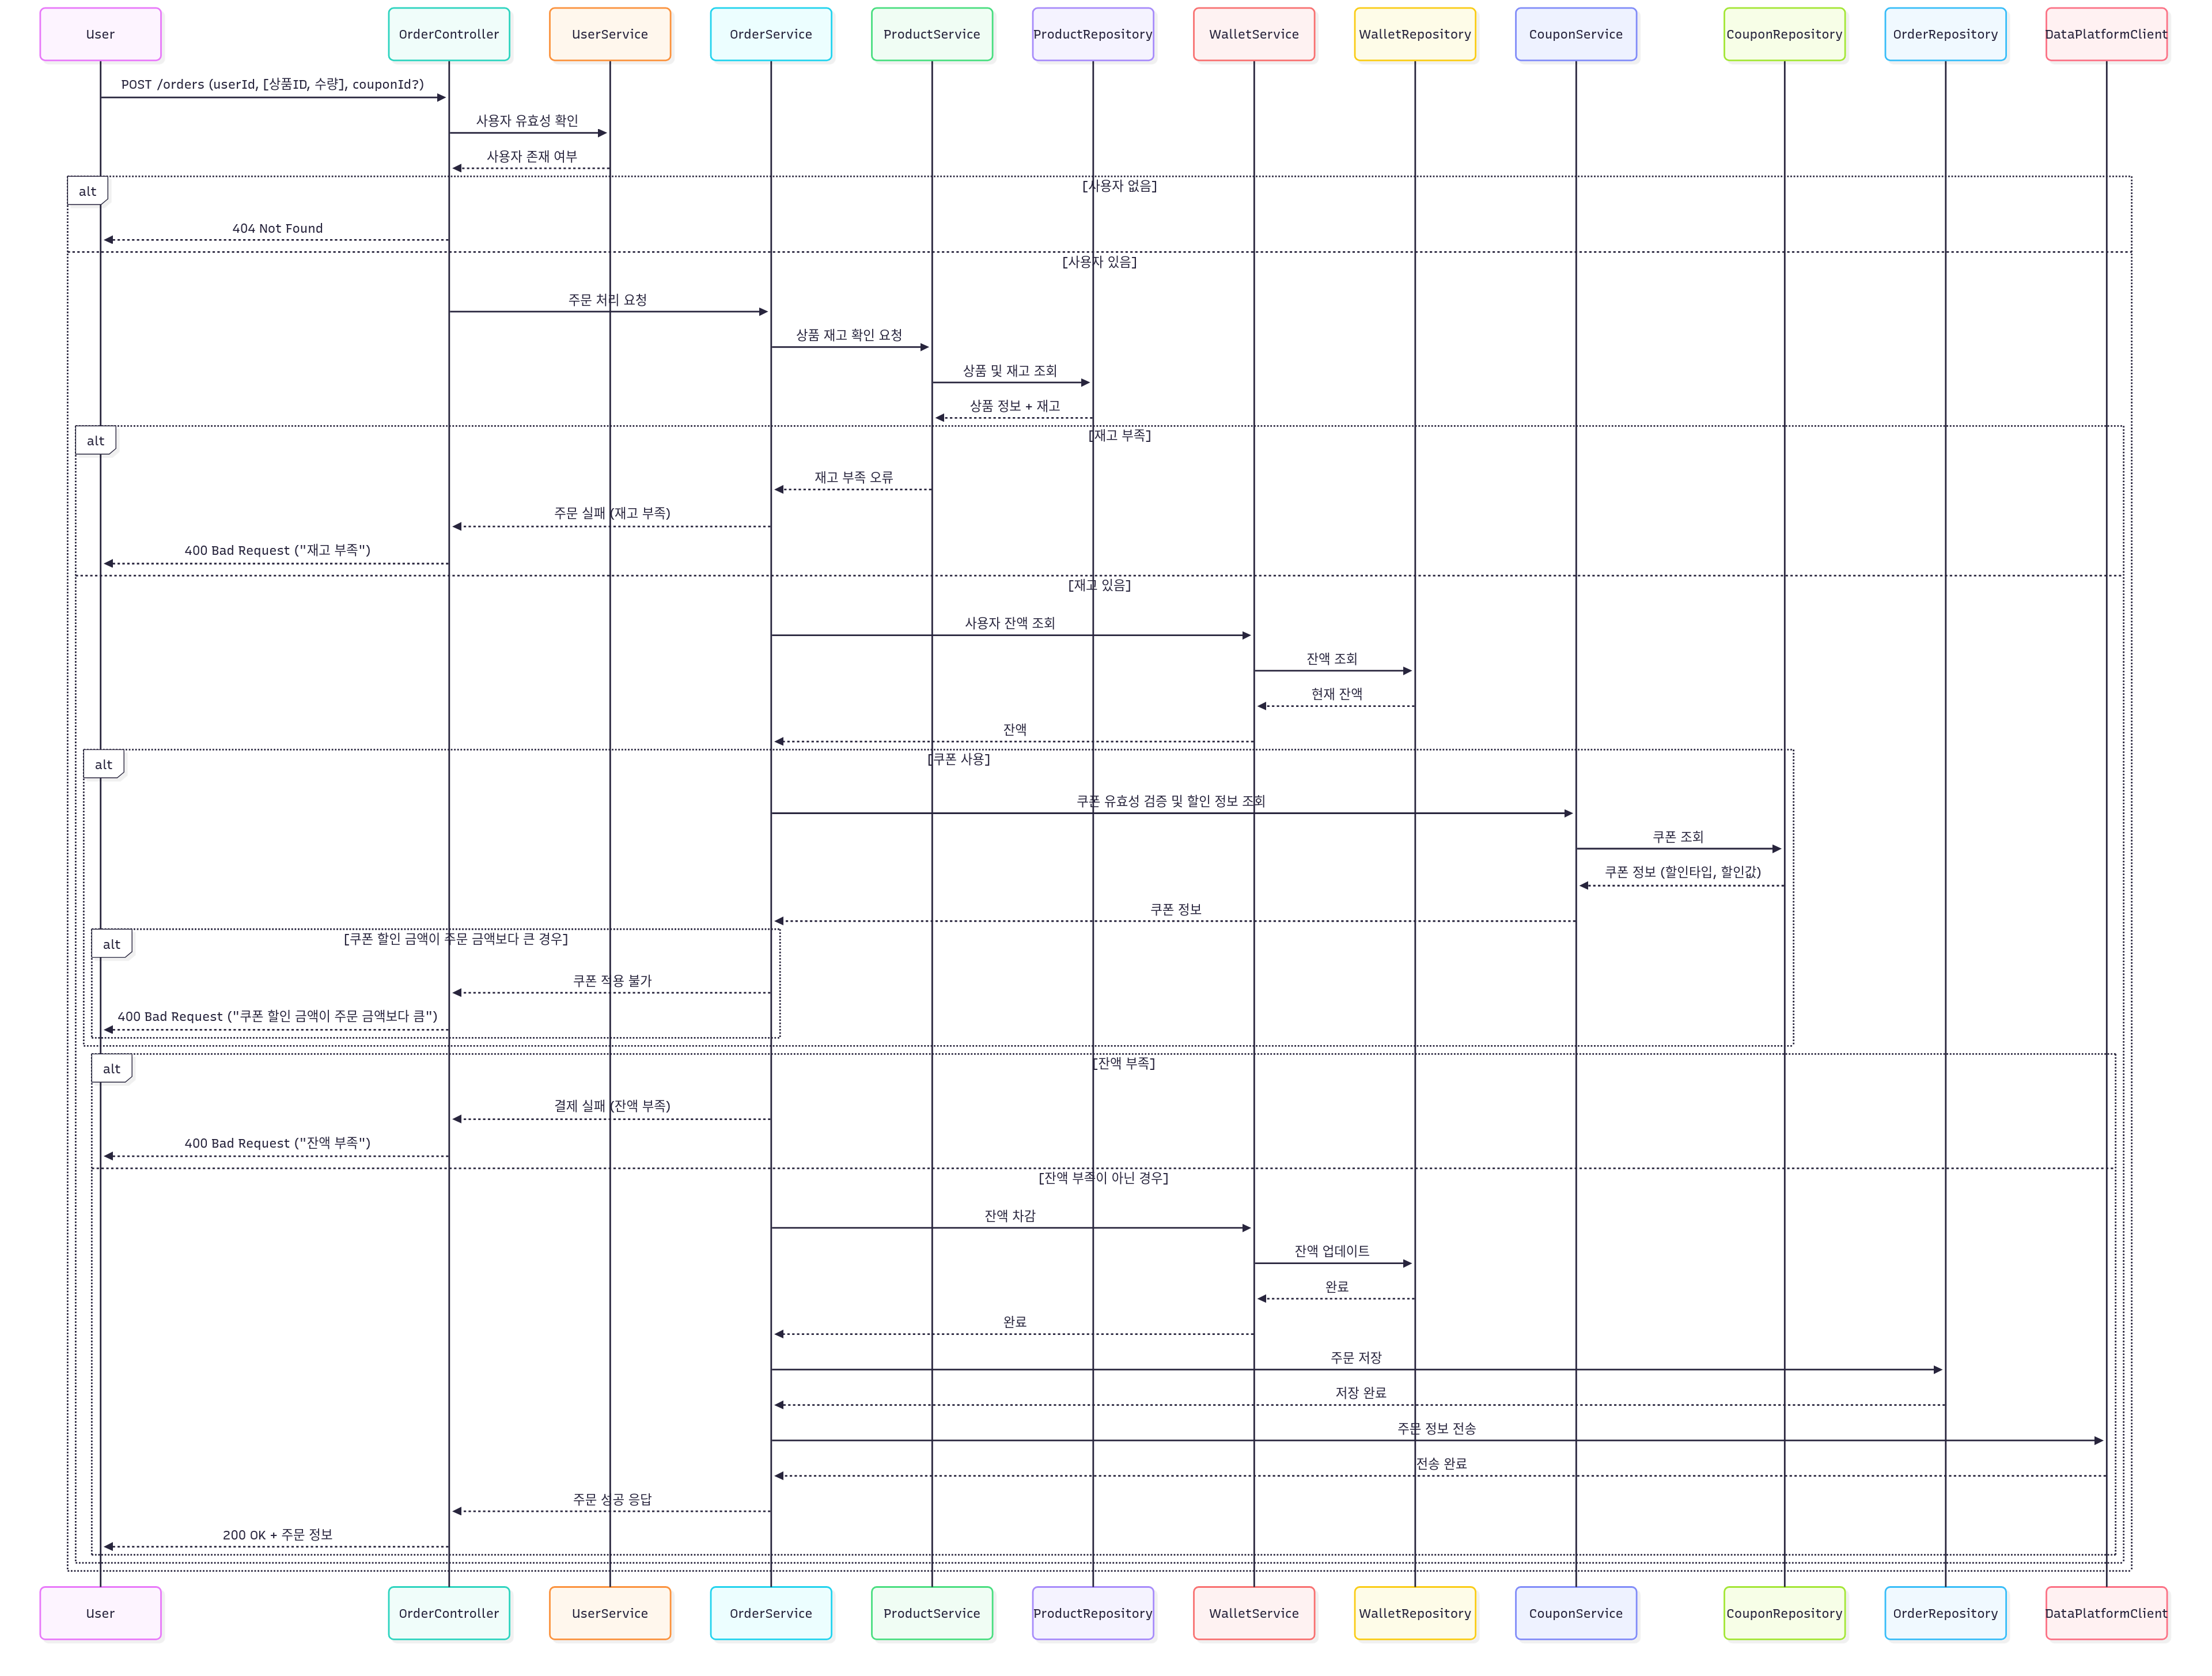 User
OrderController
UserService
OrderService
ProductService
ProductRepository
WalletService
WalletRepository
CouponService
CouponRepository
OrderRepository
DataPlatformClient
POST /orders (userId, [상품ID, 수량], couponId?)
사용자 유효성 확인
사용자 존재 여부
alt
[사용자 없음]
404 Not Found
[사용자 있음]
주문 처리 요청
상품 재고 확인 요청
상품 및 재고 조회
상품 정보 + 재고
alt
[재고 부족]
재고 부족 오류
주문 실패 (재고 부족)
400 Bad Request ("재고 부족")
[재고 있음]
사용자 잔액 조회
잔액 조회
현재 잔액
잔액
alt
[쿠폰 사용]
쿠폰 유효성 검증 및 할인 정보 조회
쿠폰 조회
쿠폰 정보 (할인타입, 할인값)
쿠폰 정보
alt
[쿠폰 할인 금액이 주문 금액보다 큰 경우]
쿠폰 적용 불가
400 Bad Request ("쿠폰 할인 금액이 주문 금액보다 큼")
alt
[잔액 부족]
결제 실패 (잔액 부족)
400 Bad Request ("잔액 부족")
[잔액 부족이 아닌 경우]
잔액 차감
잔액 업데이트
완료
완료
주문 저장
저장 완료
주문 정보 전송
전송 완료
주문 성공 응답
200 OK + 주문 정보
User
OrderController
UserService
OrderService
ProductService
ProductRepository
WalletService
WalletRepository
CouponService
CouponRepository
OrderRepository
DataPlatformClient